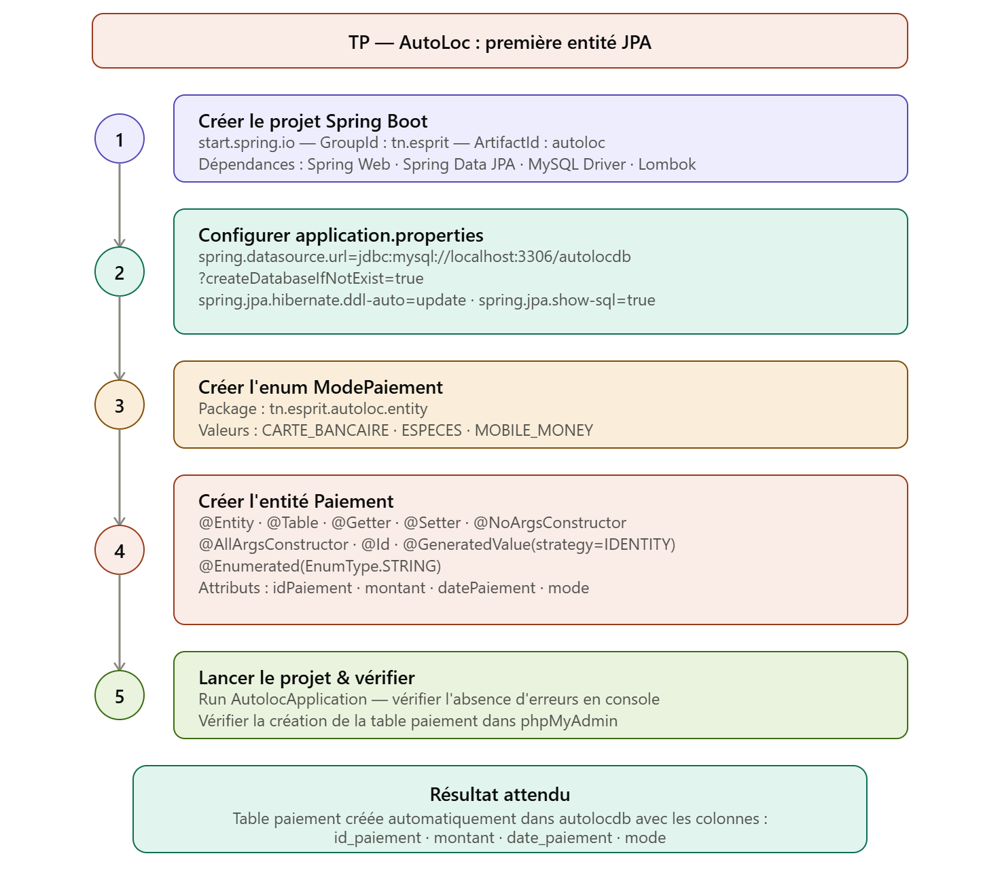 TP — AutoLoc : première entité JPA
1
Créer le projet Spring Boot
start.spring.io — GroupId : tn.esprit — ArtifactId : autoloc
Dépendances : Spring Web · Spring Data JPA · MySQL Driver · Lombok
2
Configurer application.properties
spring.datasource.url=jdbc:mysql://localhost:3306/autolocdb
?createDatabaseIfNotExist=true
spring.jpa.hibernate.ddl-auto=update · spring.jpa.show-sql=true
3
Créer l'enum ModePaiement
Package : tn.esprit.autoloc.entity
Valeurs : CARTE_BANCAIRE · ESPECES · MOBILE_MONEY
4
Créer l'entité Paiement
@Entity · @Table · @Getter · @Setter · @NoArgsConstructor
@AllArgsConstructor · @Id · @GeneratedValue(strategy=IDENTITY)
@Enumerated(EnumType.STRING)
Attributs : idPaiement · montant · datePaiement · mode
5
Lancer le projet & vérifier
Run AutolocApplication — vérifier l'absence d'erreurs en console
Vérifier la création de la table paiement dans phpMyAdmin
Résultat attendu
Table paiement créée automatiquement dans autolocdb avec les colonnes :
id_paiement · montant · date_paiement · mode